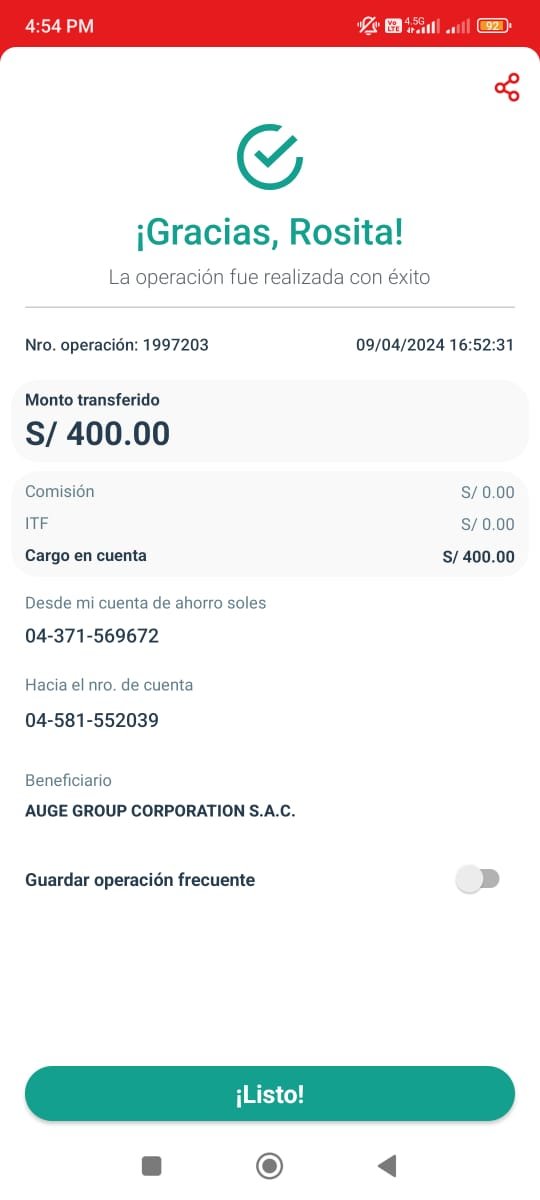 4:54 PM
Vo LTE 4.5G 92
¡Gracias, Rosita!
La operación fue realizada con éxito
Nro. operación: 1997203 09/04/2024 16:52:31
Monto transferido
S/ 400.00
Comisión S/ 0.00
ITF S/ 0.00
Cargo en cuenta S/ 400.00
Desde mi cuenta de ahorro soles
04-371-569672
Hacia el nro. de cuenta
04-581-552039
Beneficiario
AUGE GROUP CORPORATION S.A.C.
Guardar operación frecuente
¡Listo!